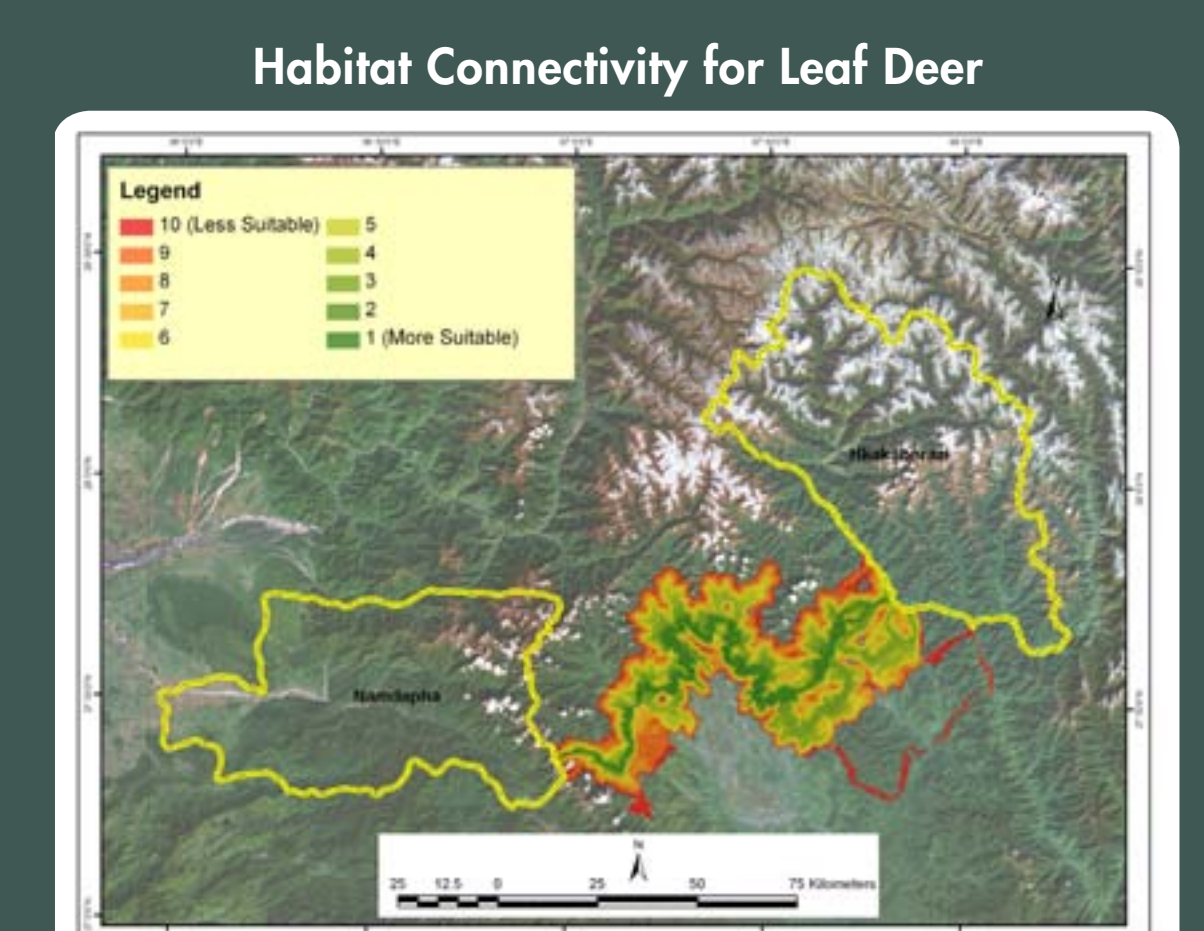 Habitat Connectivity for Leaf Deer
Legend
10 (Less Suitable)
9
8
7
6
5
4
3
2
1 (More Suitable)
Namdapha
N
25 12.5 0 25 50 75 Kilometers